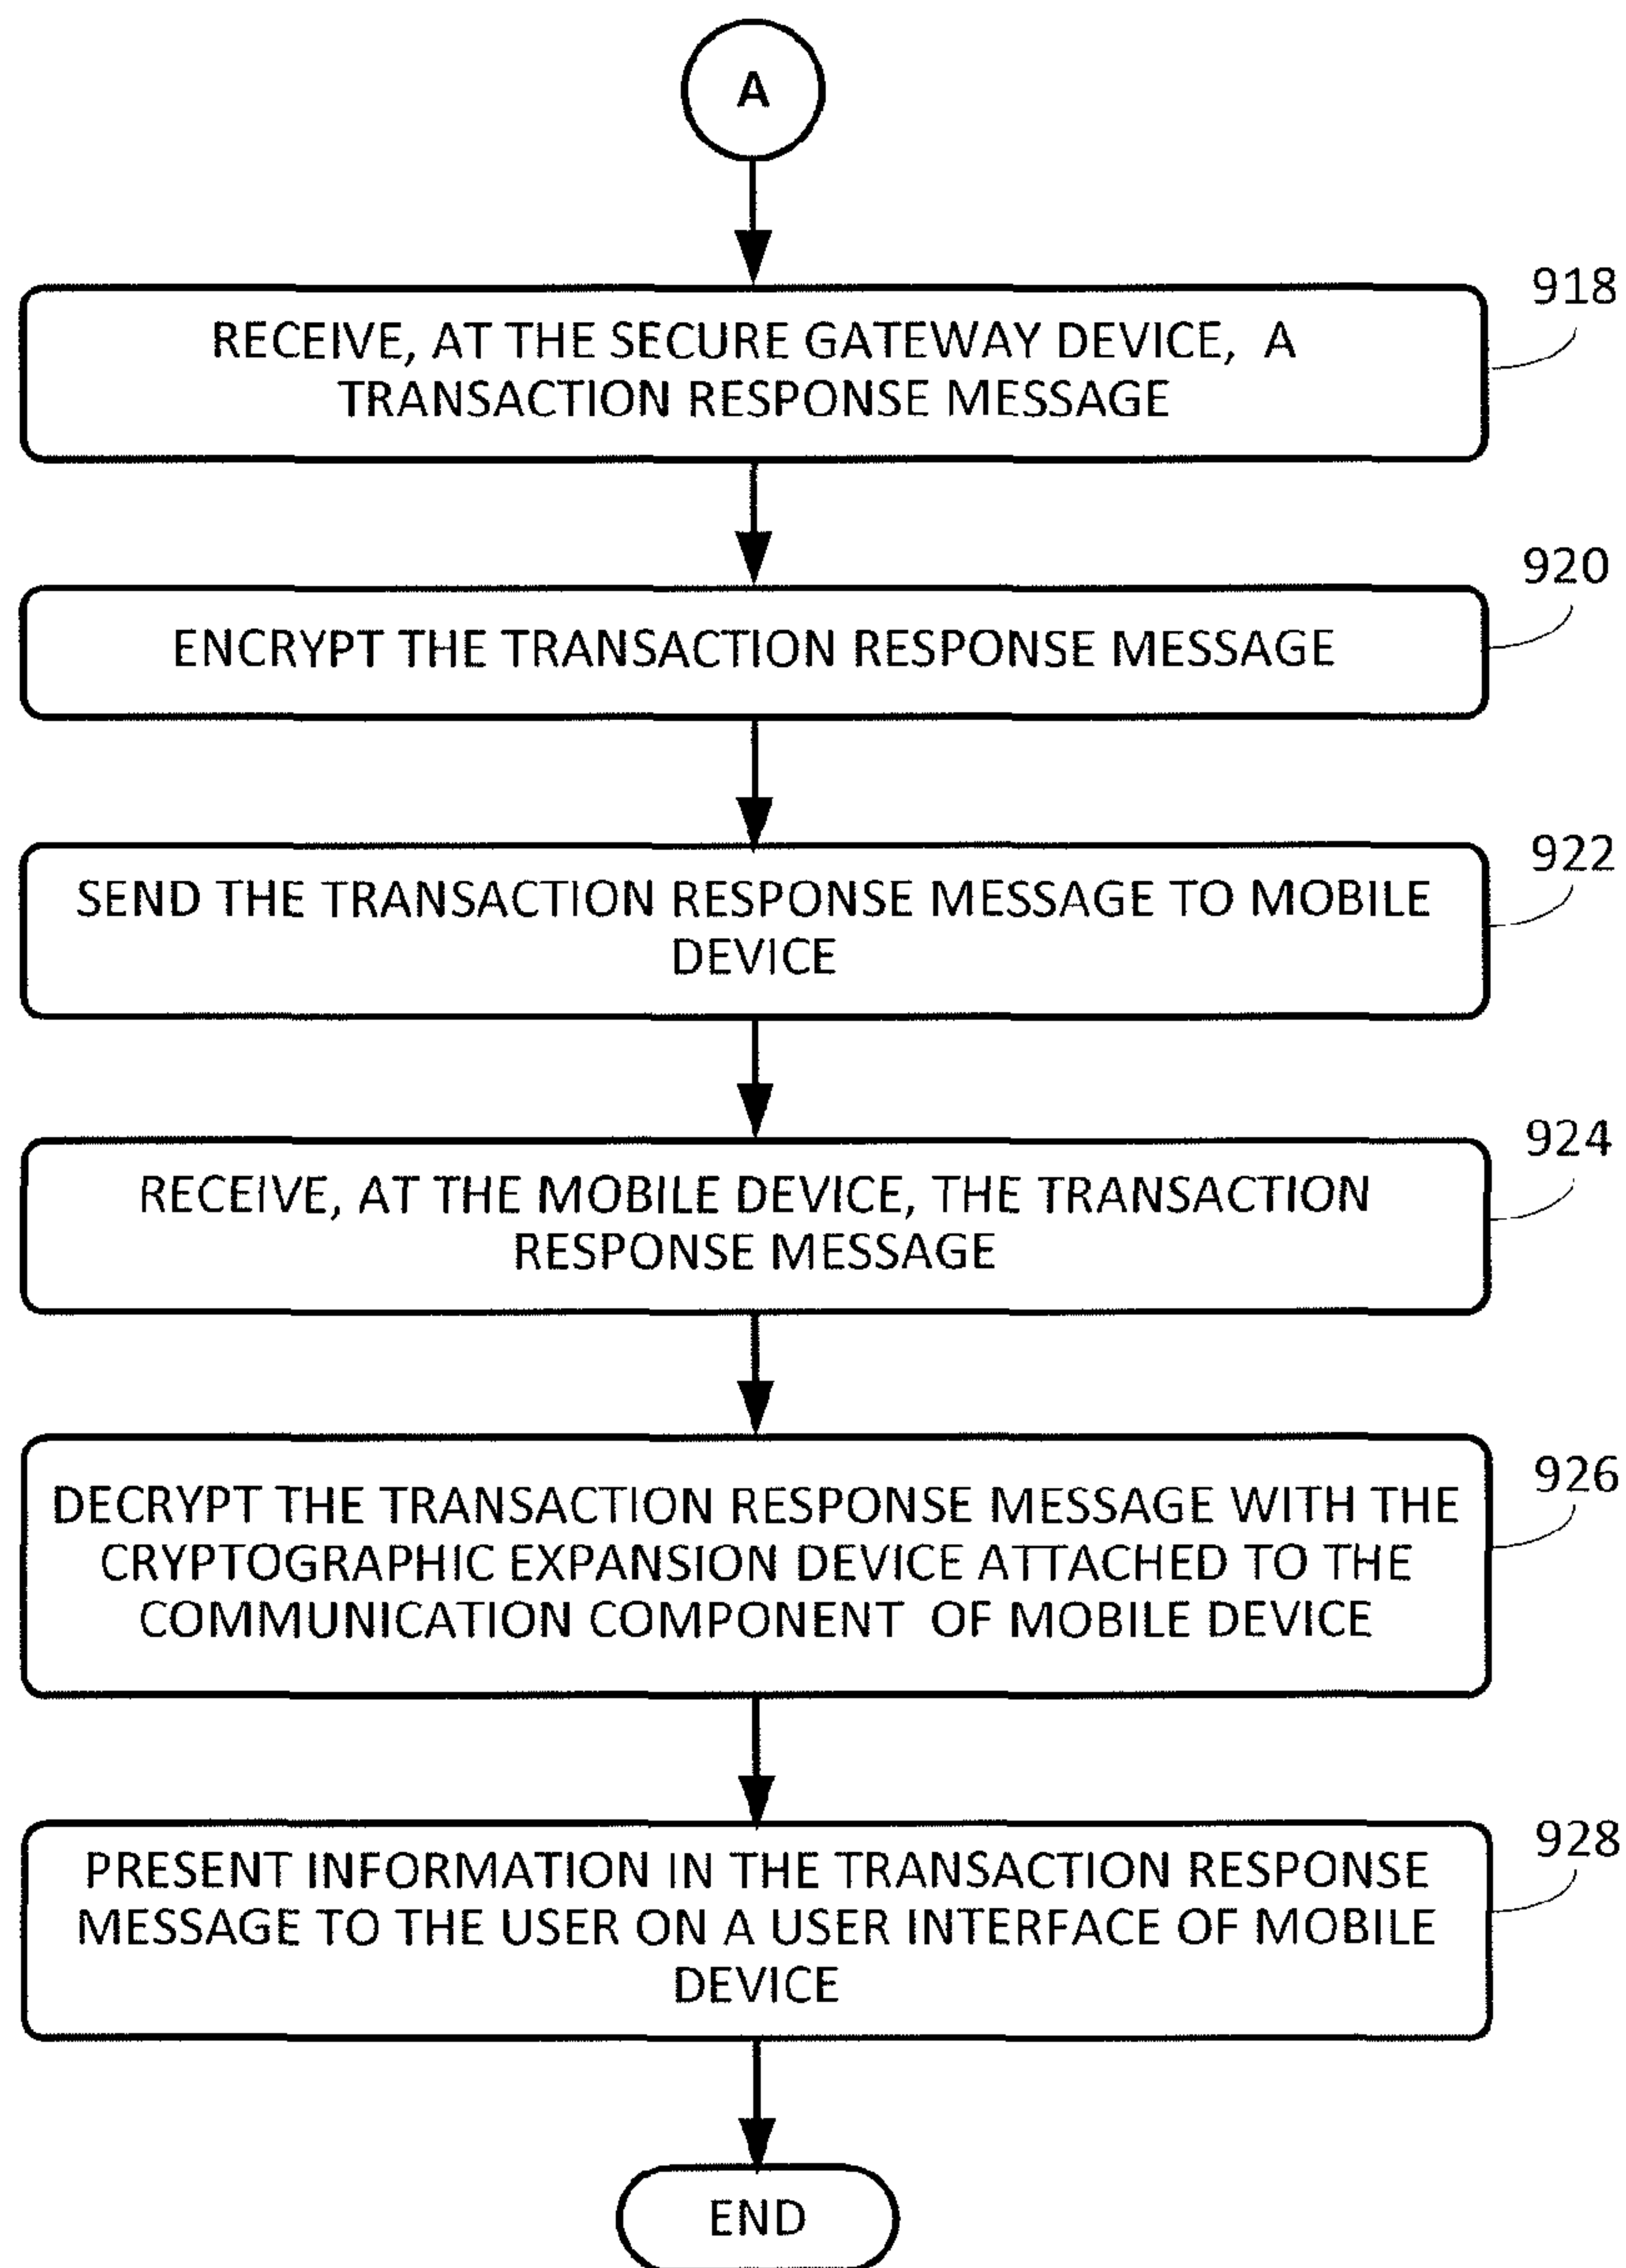 A
918
RECEIVE, AT THE SECURE GATEWAY DEVICE, A
TRANSACTION RESPONSE MESSAGE
920
ENCRYPT THE TRANSACTION RESPONSE MESSAGE
922
SEND THE TRANSACTION RESPONSE MESSAGE TO MOBILE
DEVICE
924
RECEIVE, AT THE MOBILE DEVICE, THE TRANSACTION
RESPONSE MESSAGE
926
DECRYPT THE TRANSACTION RESPONSE MESSAGE WITH THE
CRYPTOGRAPHIC EXPANSION DEVICE ATTACHED TO THE
COMMUNICATION COMPONENT OF MOBILE DEVICE
928
PRESENT INFORMATION IN THE TRANSACTION RESPONSE
MESSAGE TO THE USER ON A USER INTERFACE OF MOBILE
DEVICE
END